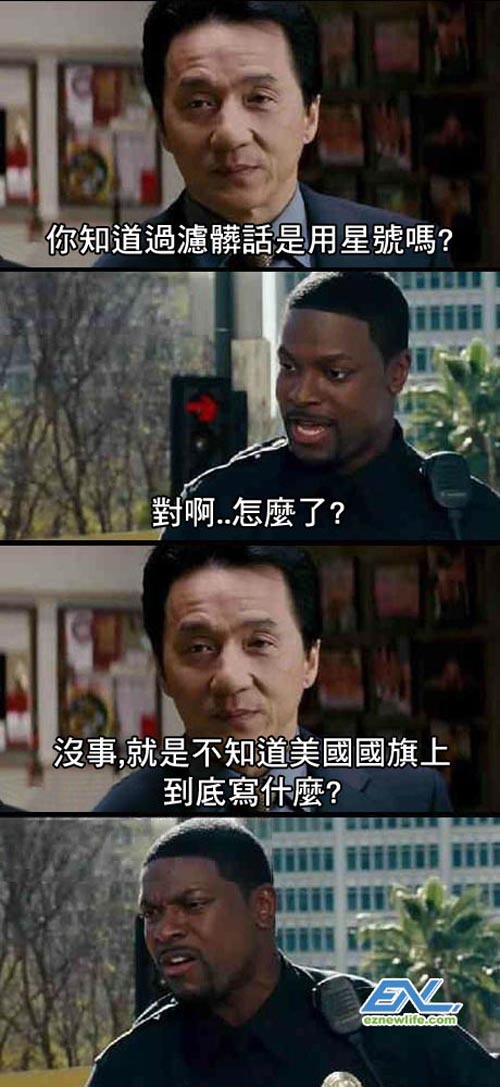 你知道過濾髒話是用星號嗎?
對啊..怎麼了?
沒事,就是不知道美國國旗上
到底寫什麼?
ENL.
eznewlife.com